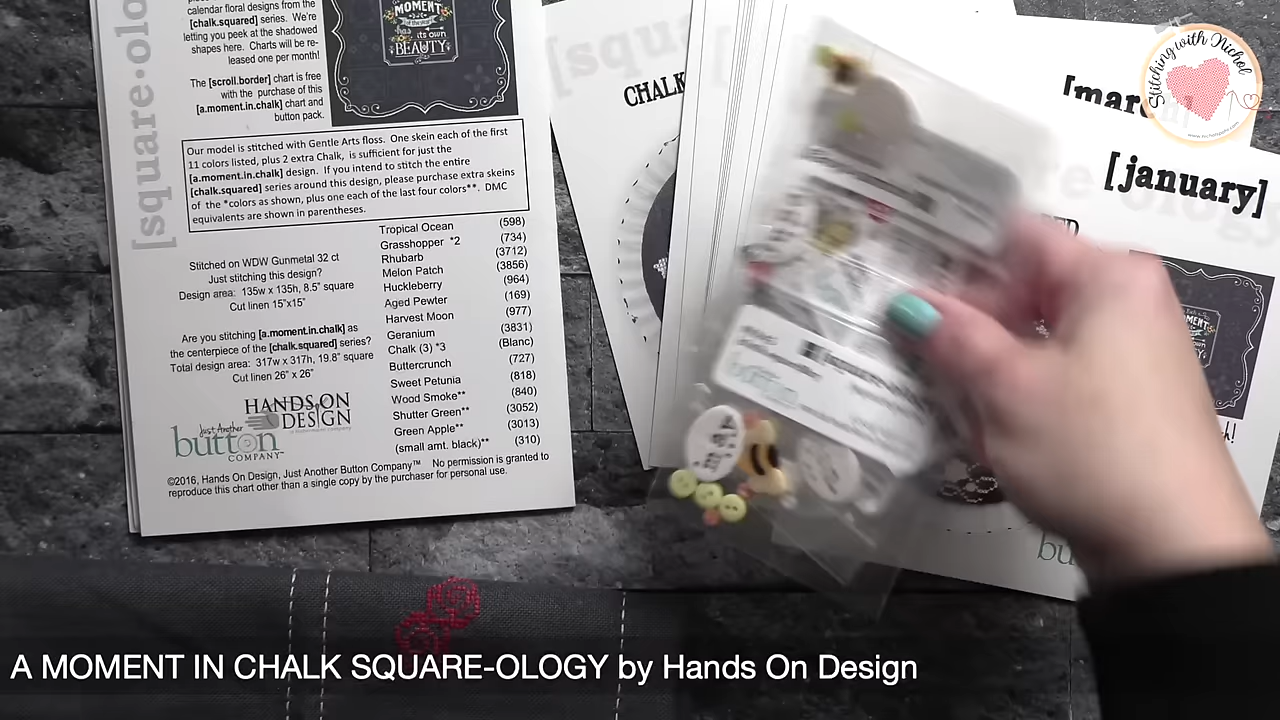 [square·olo
calendar floral designs from the
[chalk.squared] series. We're
letting you peek at the shadowed
shapes here. Charts will be re-
leased one per month!
The [scroll.border] chart is free
with the purchase of this
[a.moment.in.chalk] chart and
button pack.
MOMENT
of the year
has its own
BEAUTY
Our model is stitched with Gentle Arts floss. One skein each of the first
11 colors listed, plus 2 extra Chalk, is sufficient for just the
[a.moment.in.chalk] design. If you intend to stitch the entire
[chalk.squared] series around this design, please purchase extra skeins
of the *colors as shown, plus one each of the last four colors**. DMC
equivalents are shown in parentheses.
Stitched on WDW Gunmetal 32 ct
Just stitching this design?
Design area: 135w x 135h, 8.5" square
Cut linen 15"x15"
Are you stitching [a.moment.in.chalk] as
the centerpiece of the [chalk.squared] series?
Total design area: 317w x 317h, 19.8" square
Cut linen 26" x 26"
Tropical Ocean (598)
Grasshopper *2 (734)
Rhubarb (3712)
Melon Patch (3856)
Huckleberry (964)
Aged Pewter (169)
Harvest Moon (977)
Geranium (3831)
Chalk (3) *3 (Blanc)
Buttercrunch (727)
Sweet Petunia (818)
Wood Smoke** (840)
Shutter Green** (3052)
Green Apple** (3013)
(small amt. black)** (310)
HANDS ON
DESIGN
Just Another
button
COMPANY
©2016, Hands On Design, Just Another Button Company™ No permission is granted to
reproduce this chart other than a single copy by the purchaser for personal use.
[squ
CHALK
[mar
[january]
MOMENT
button
bu
Stitching with Nichol
A MOMENT IN CHALK SQUARE-OLOGY by Hands On Design